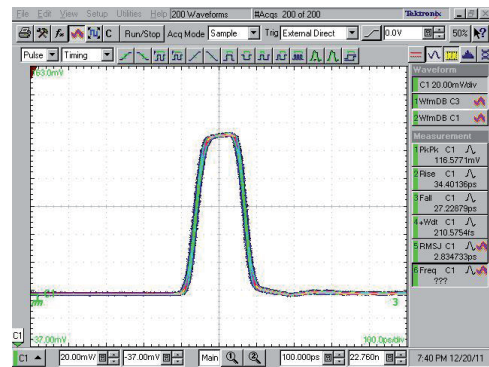 File Edit View Setup Utilities Help 200 Waveforms #Acqs 200 of 200 Tektronix
C Run/Stop Acq Mode Sample Trig External Direct 0.0V 50%
Pulse Timing
63.0mV
Waveform
C1 20.00mV/div
1 WfmDB C3
2 WfmDB C1
Measurement
1 PkPk C1
116.5771mV
2 Rise C1
34.40136ps
3 Fall C1
27.22879ps
4 +Wdt C1
210.5754fs
5 RMSJ C1
2.834733ps
6 Freq C1
???
3
C1 -37.00mV 100.0ps/div
C1 20.00mV/ -37.00mV Main 100.000ps 22.760n 7:40 PM 12/20/11